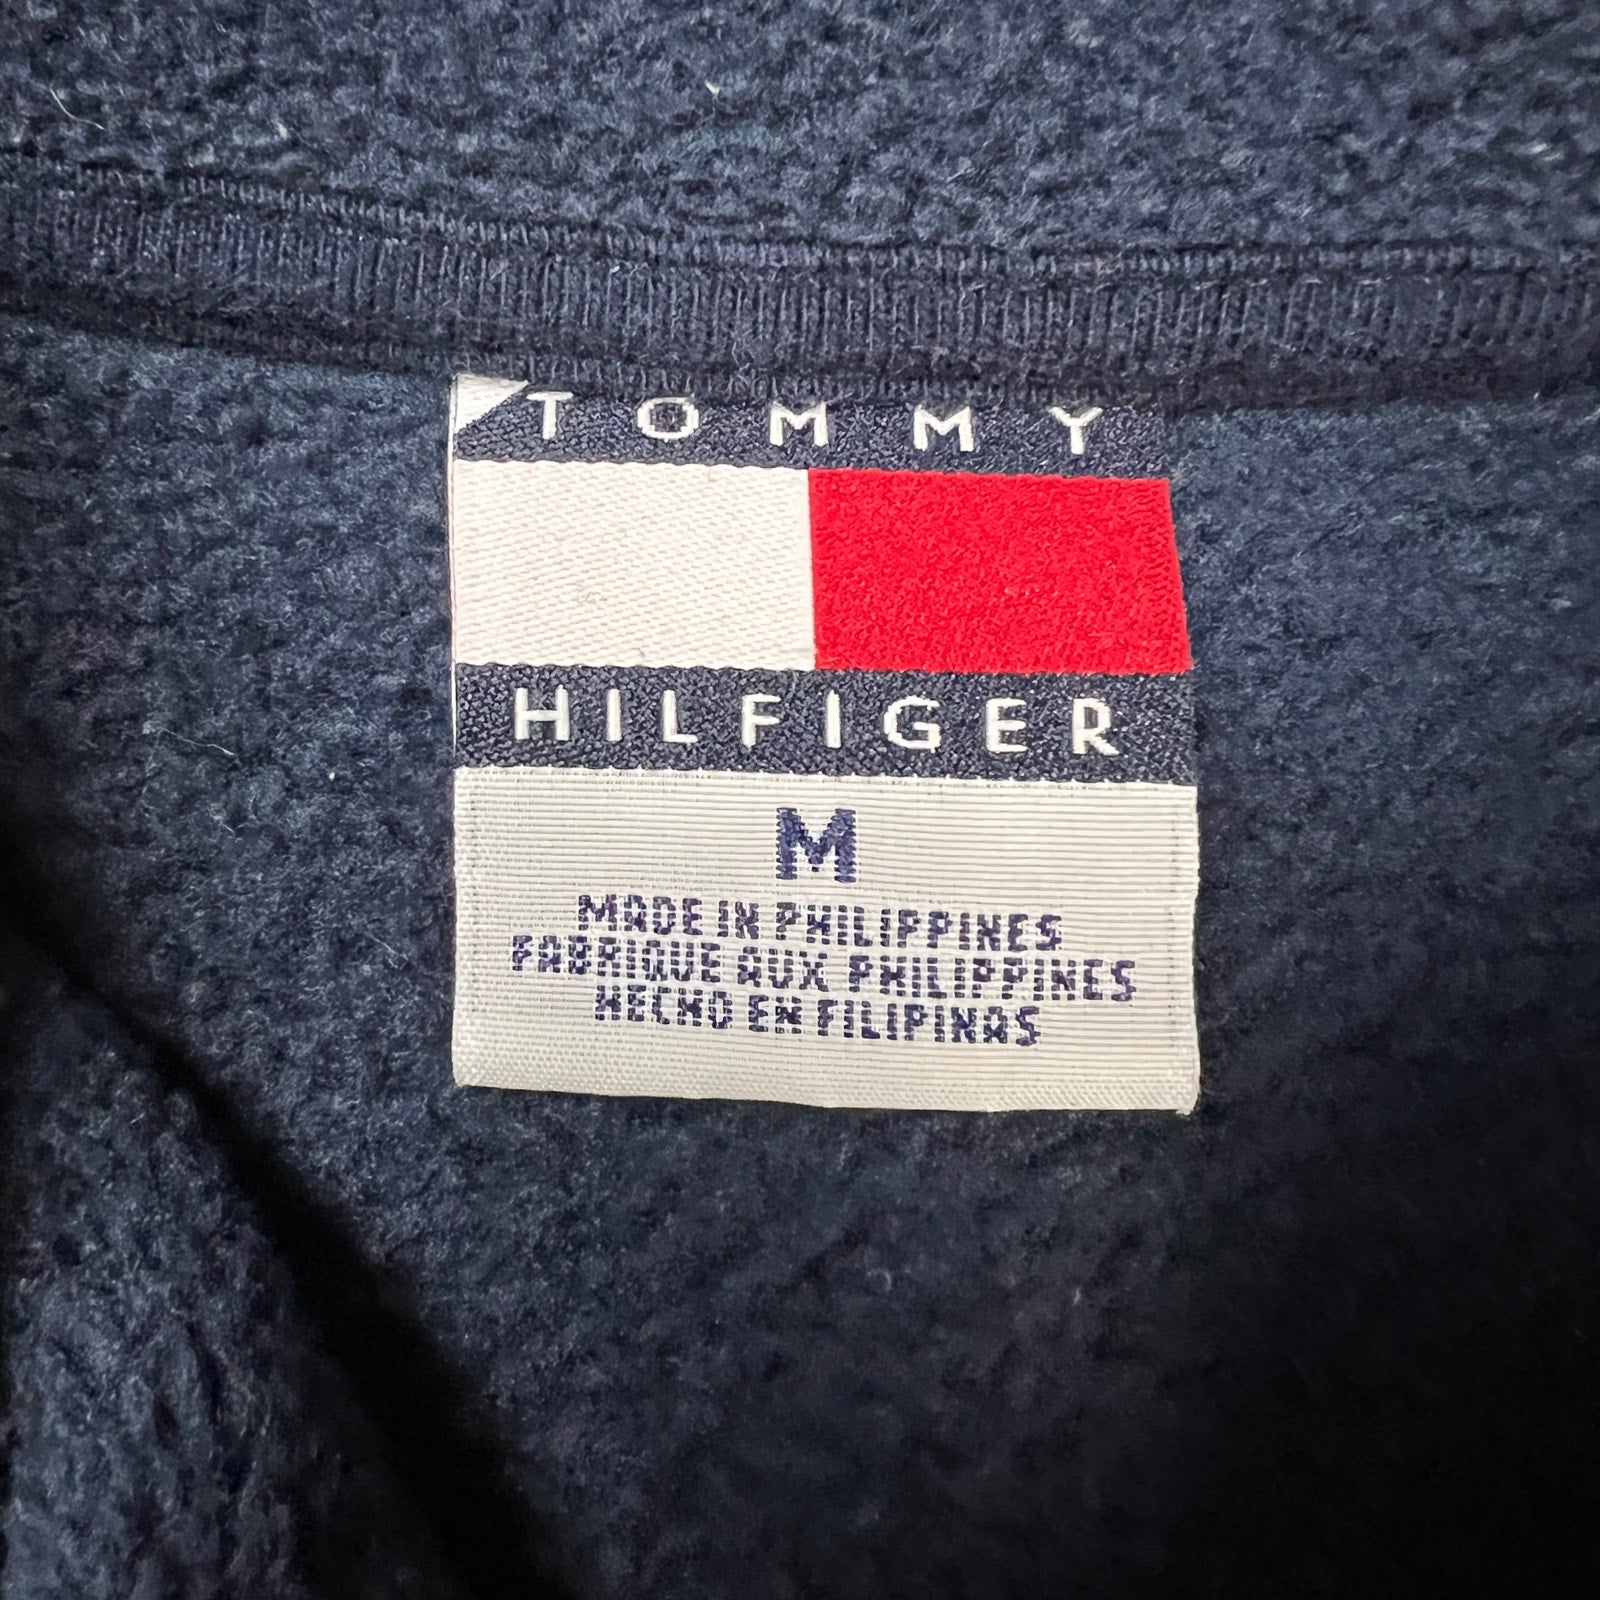 TOMMY
HILFIGER
M
MADE IN PHILIPPINES
FABRIQUE AUX PHILIPPINES
HECHO EN FILIPINAS